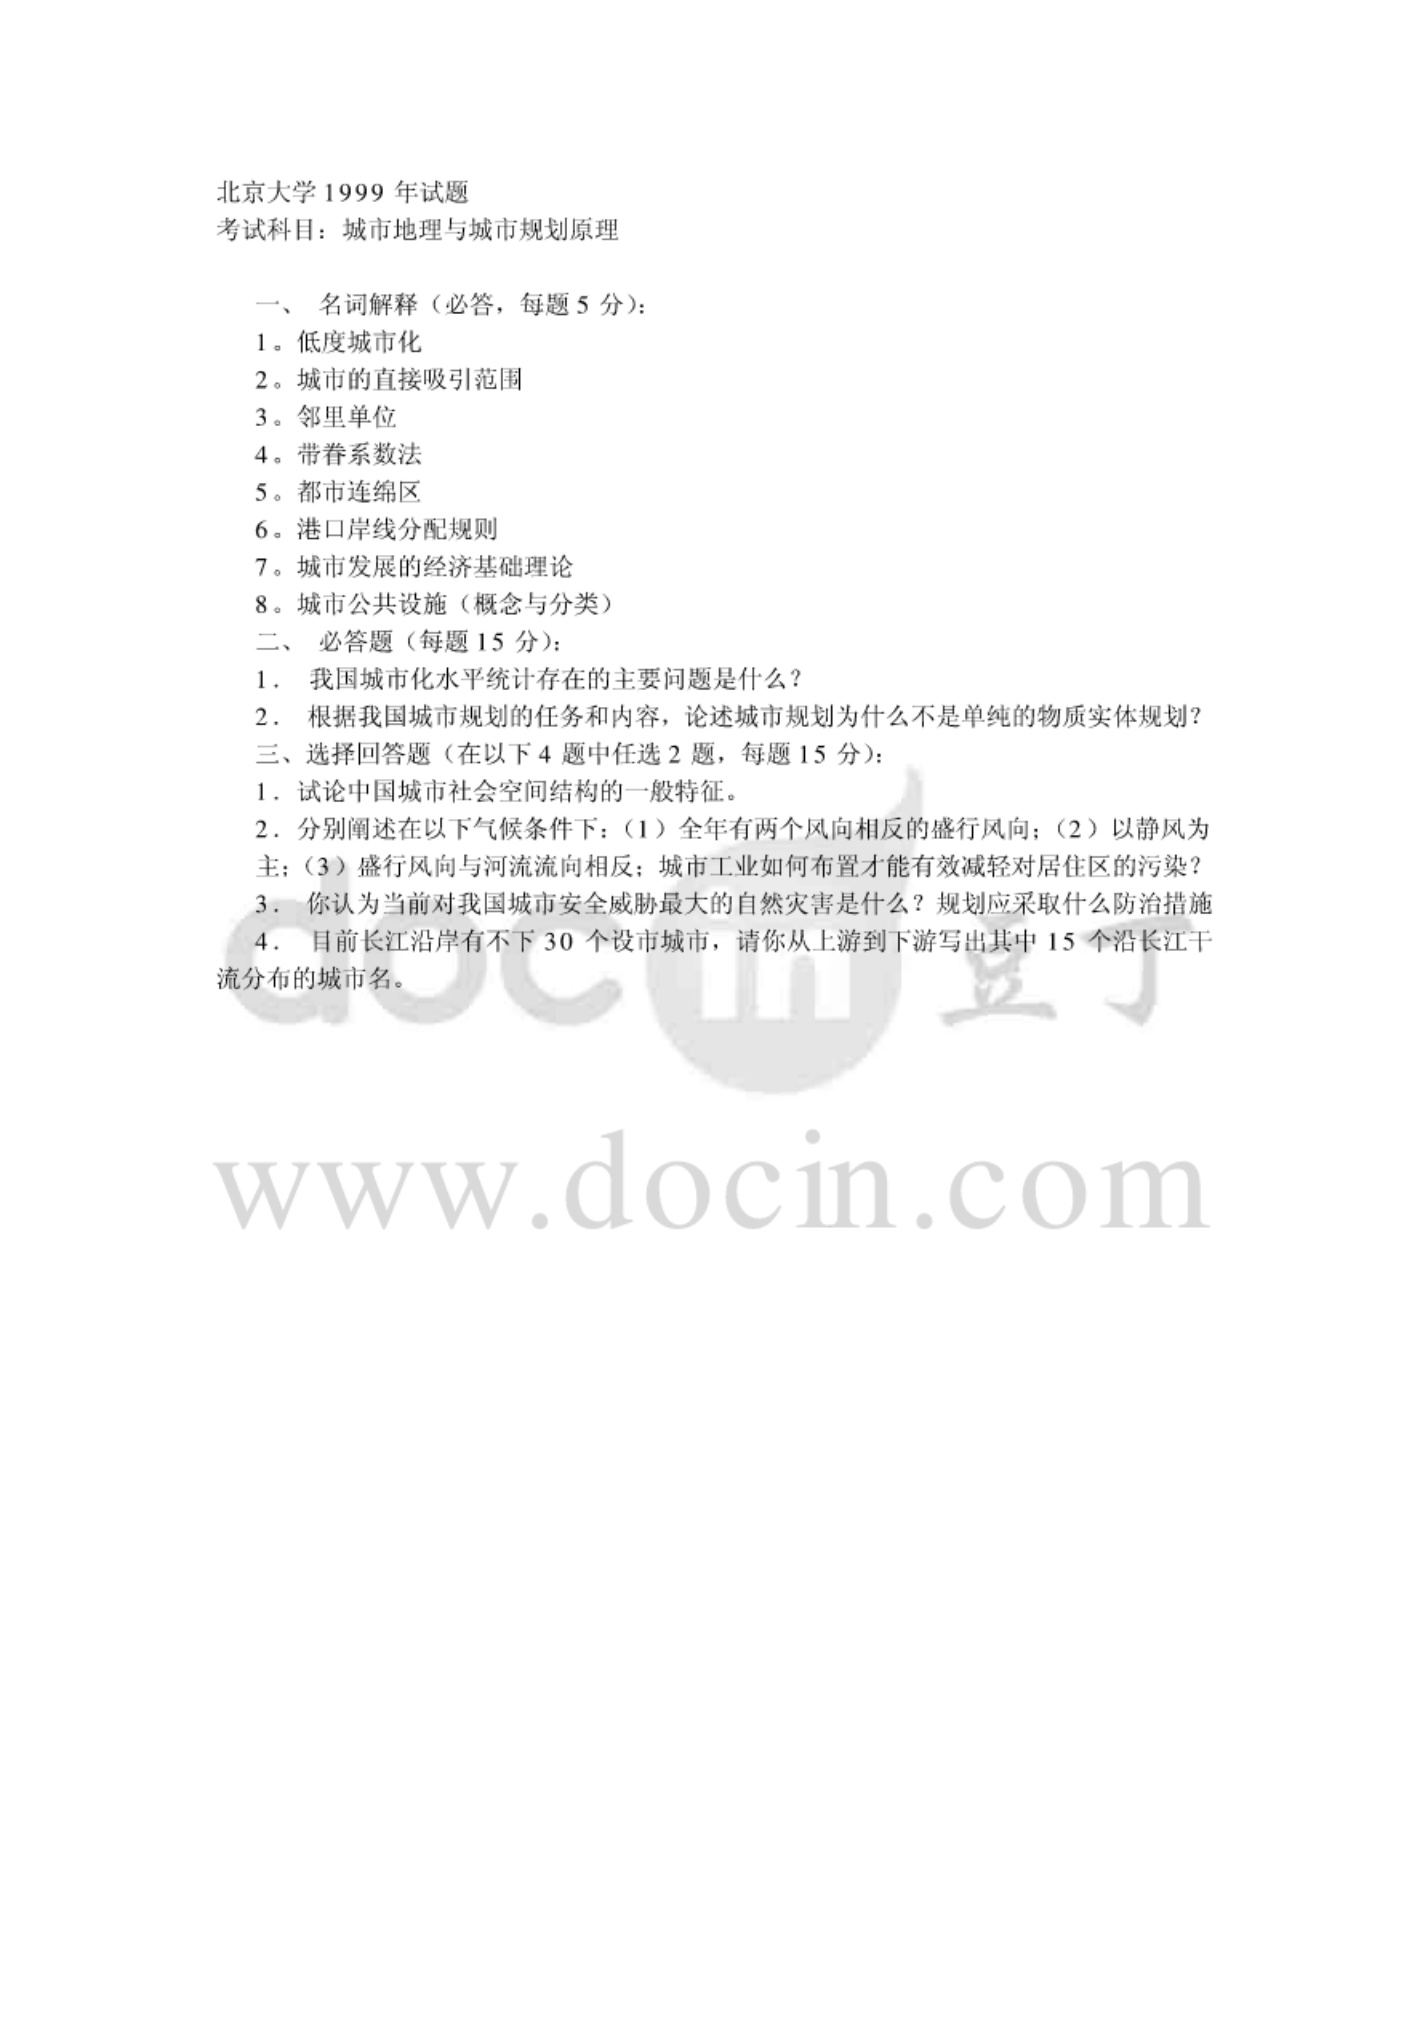 北京大学1999 年试题
考试科目：城市地理与城市规划原理
一、 名词解释（必答，每题5 分）：
1。低度城市化
2。城市的直接吸引范围
3。邻里单位
4。带眷系数法
5。都市连绵区
6。港口岸线分配规则
7。城市发展的经济基础理论
8。城市公共设施（概念与分类）
二、 必答题（每题15 分）：
1． 我国城市化水平统计存在的主要问题是什么？
2． 根据我国城市规划的任务和内容，论述城市规划为什么不是单纯的物质实体规划？
三、选择回答题（在以下4 题中任选2 题，每题15 分）：
1．试论中国城市社会空间结构的一般特征。
2．分别阐述在以下气候条件下：（1）全年有两个风向相反的盛行风向；（2）以静风为
主；（3）盛行风向与河流流向相反；城市工业如何布置才能有效减轻对居住区的污染？
3． 你认为当前对我国城市安全威胁最大的自然灾害是什么？规划应采取什么防治措施
4． 目前长江沿岸有不下30 个设市城市，请你从上游到下游写出其中15 个沿长江干
流分布的城市名。
docin 豆丁
www.docin.com